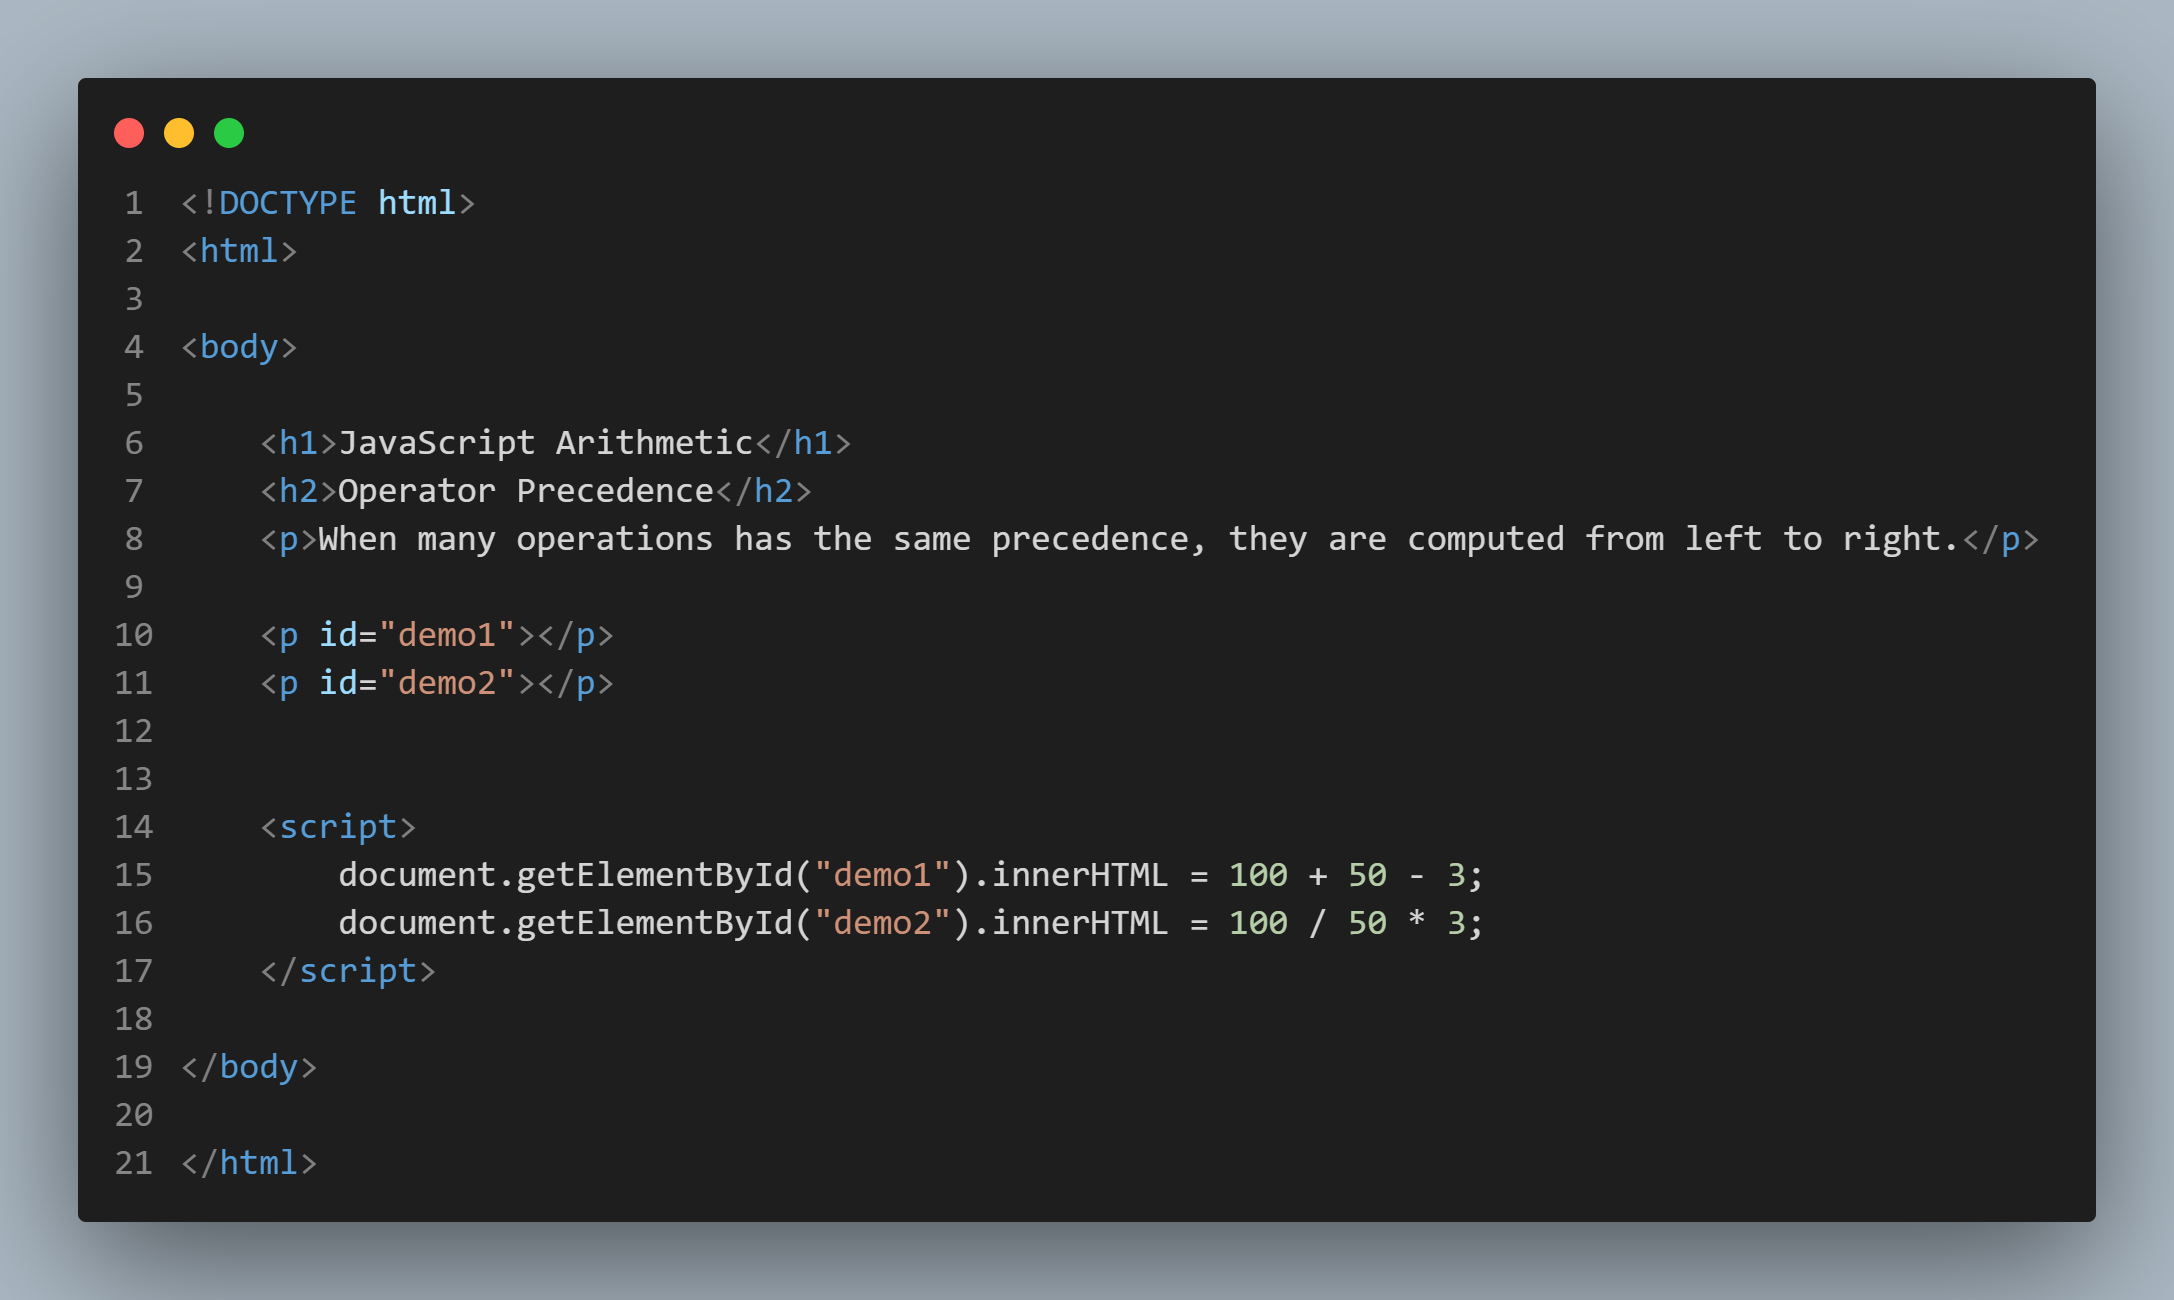 1 <!DOCTYPE html>
2 <html>
3
4 <body>
5
6     <h1>JavaScript Arithmetic</h1>
7     <h2>Operator Precedence</h2>
8     <p>When many operations has the same precedence, they are computed from left to right.</p>
9
10     <p id="demo1"></p>
11     <p id="demo2"></p>
12
13
14     <script>
15         document.getElementById("demo1").innerHTML = 100 + 50 - 3;
16         document.getElementById("demo2").innerHTML = 100 / 50 * 3;
17     </script>
18
19 </body>
20
21 </html>